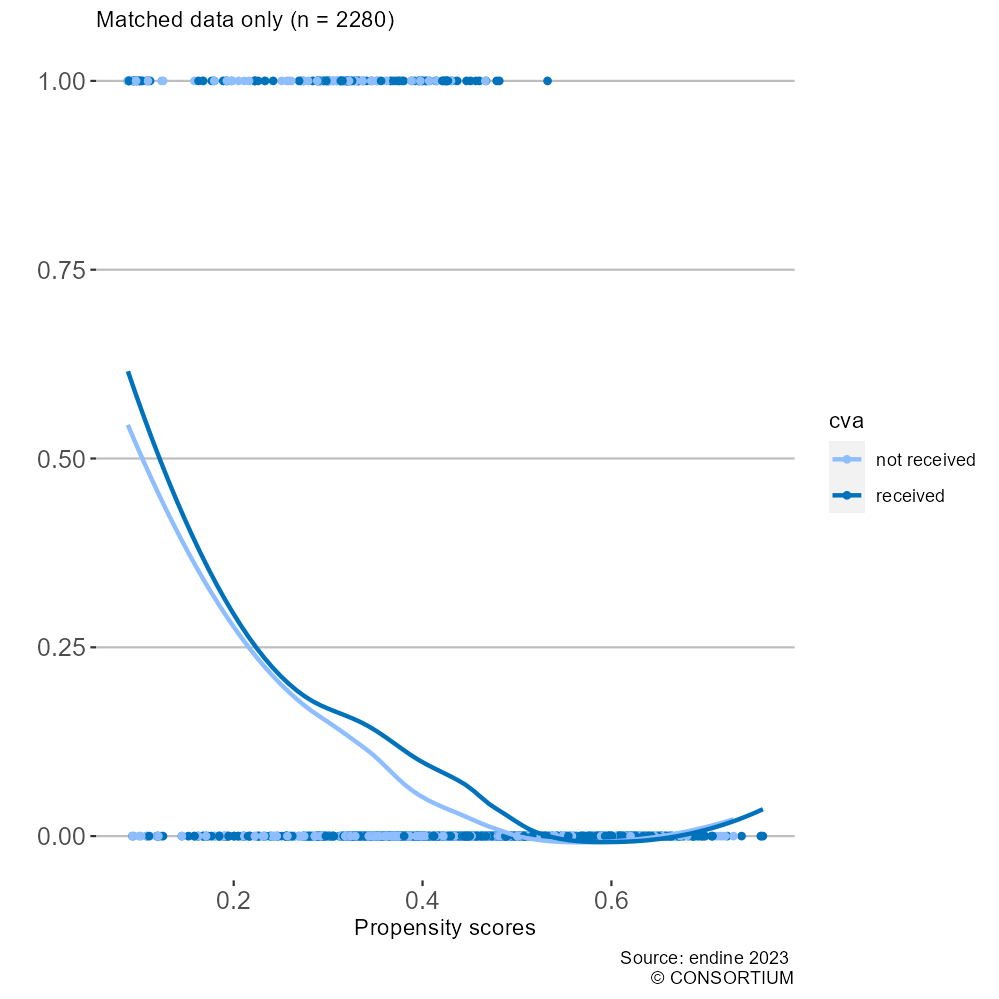 Matched data only (n = 2280)
1.00
0.75
0.50
0.25
0.00
0.2 0.4 0.6
Propensity scores
cva
not received
received
Source: endine 2023
© CONSORTIUM